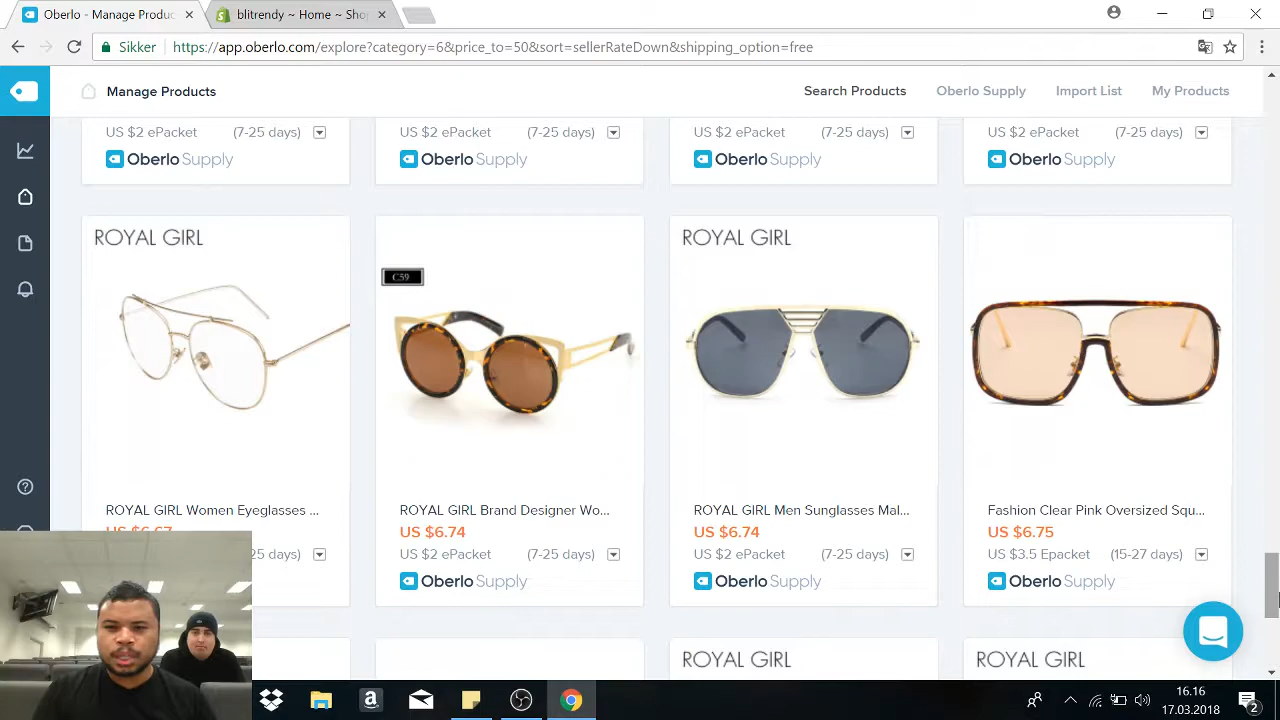 Oberlo - Manage Produc
blitrendy ~ Home ~ Sho
Sikker
https://app.oberlo.com/explore?category=6&price_to=50&sort=sellerRateDown&shipping_option=free
Manage Products
Search Products
Oberlo Supply
Import List
My Products
US $2 ePacket (7-25 days)
US $2 ePacket (7-25 days)
US $2 ePacket (7-25 days)
US $2 ePacket (7-25 days)
Oberlo Supply
Oberlo Supply
Oberlo Supply
Oberlo Supply
ROYAL GIRL
C59
ROYAL GIRL
ROYAL GIRL Women Eyeglasses ...
ROYAL GIRL Brand Designer Wo...
ROYAL GIRL Men Sunglasses Mal...
Fashion Clear Pink Oversized Squ...
US $6.67
US $6.74
US $6.74
US $6.75
25 days)
US $2 ePacket (7-25 days)
US $2 ePacket (7-25 days)
US $3.5 Epacket (15-27 days)
Oberlo Supply
Oberlo Supply
Oberlo Supply
ROYAL GIRL
ROYAL GIRL
16.16
17.03.2018
2